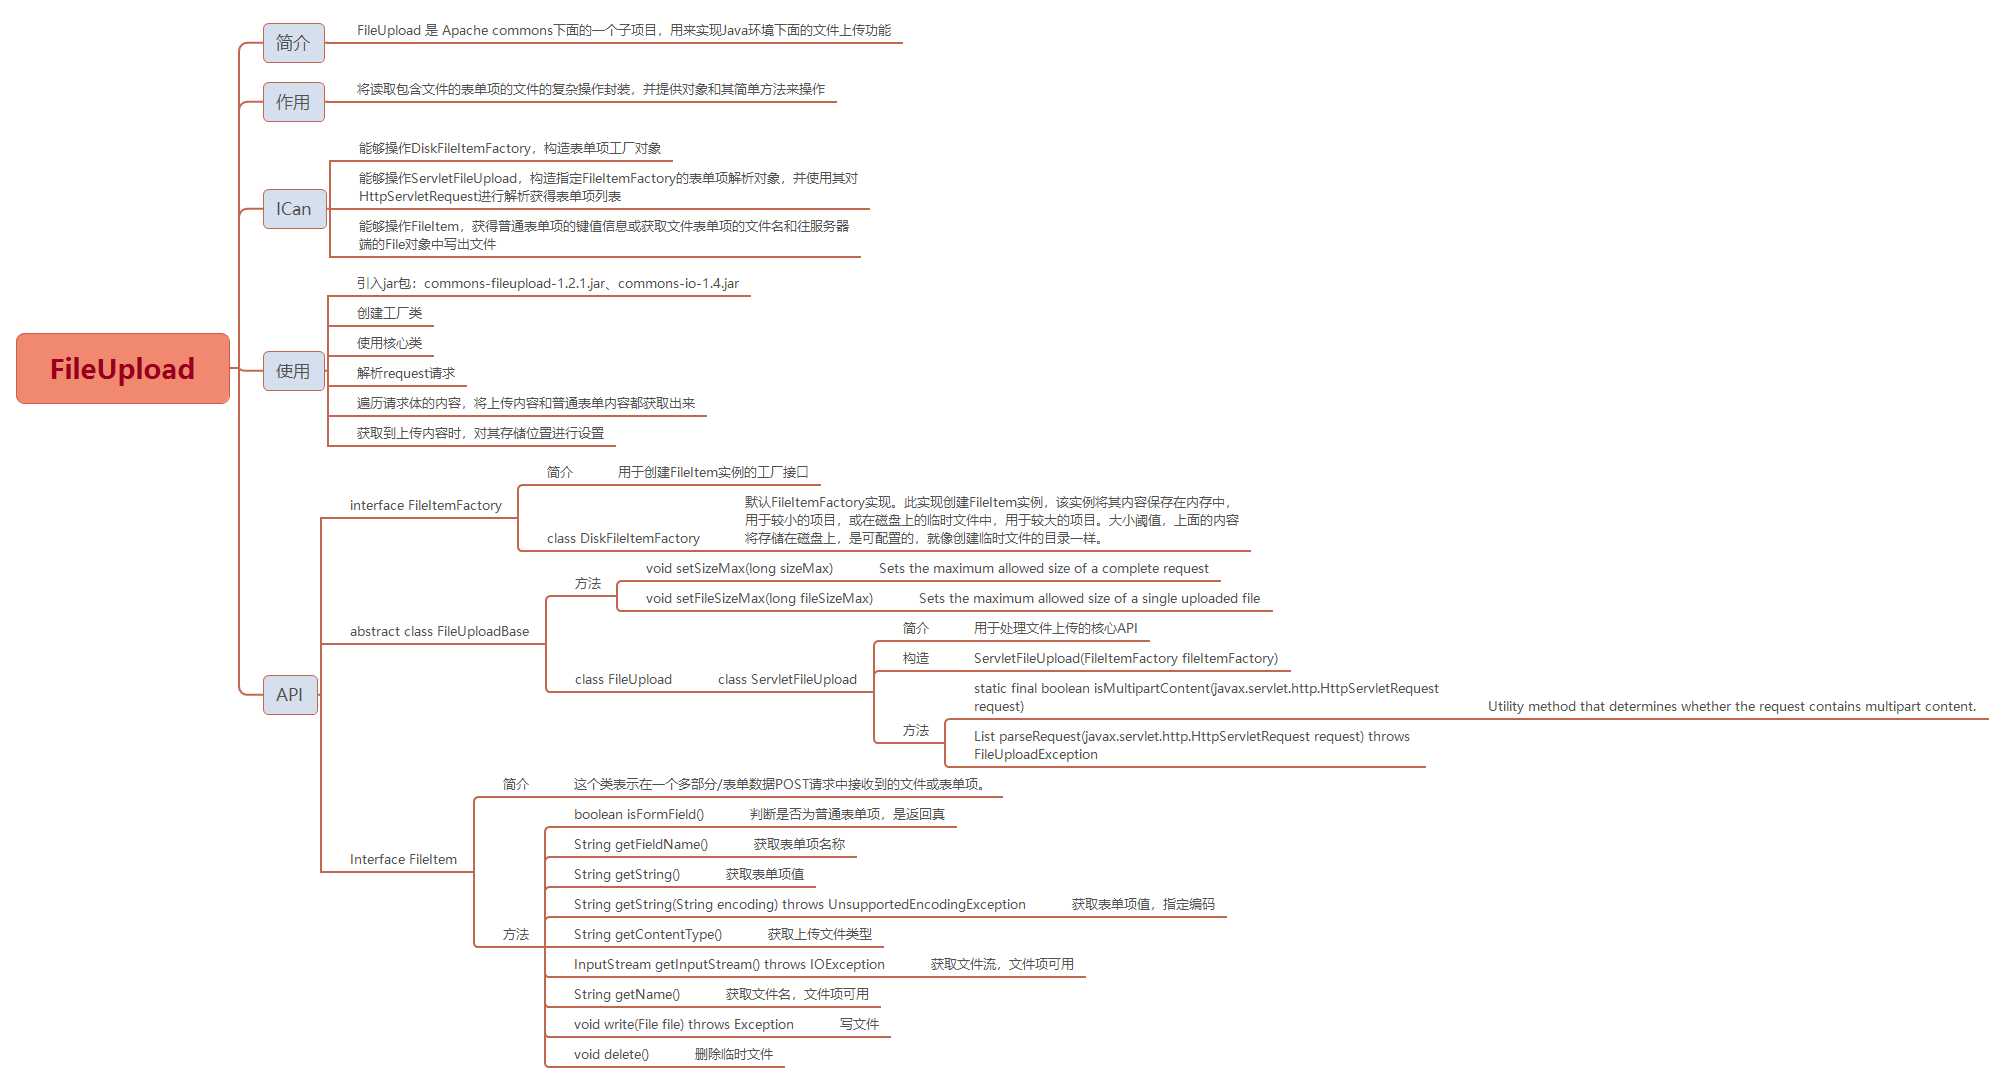 FileUpload
简介
FileUpload 是 Apache commons下面的一个子项目，用来实现Java环境下面的文件上传功能
作用
将读取包含文件的表单项的文件的复杂操作封装，并提供对象和其简单方法来操作
ICan
能够操作DiskFileItemFactory，构造表单项工厂对象
能够操作ServletFileUpload，构造指定FileItemFactory的表单项解析对象，并使用其对
HttpServletRequest进行解析获得表单项列表
能够操作FileItem，获得普通表单项的键值信息或获取文件表单项的文件名和往服务器
端的File对象中写出文件
使用
引入jar包：commons-fileupload-1.2.1.jar、commons-io-1.4.jar
创建工厂类
使用核心类
解析request请求
遍历请求体的内容，将上传内容和普通表单内容都获取出来
获取到上传内容时，对其存储位置进行设置
API
interface FileItemFactory
简介
用于创建FileItem实例的工厂接口
class DiskFileItemFactory
默认FileItemFactory实现。此实现创建FileItem实例，该实例将其内容保存在内存中，
用于较小的项目，或在磁盘上的临时文件中，用于较大的项目。大小阈值，上面的内容
将存储在磁盘上，是可配置的，就像创建临时文件的目录一样。
abstract class FileUploadBase
方法
void setSizeMax(long sizeMax)
Sets the maximum allowed size of a complete request
void setFileSizeMax(long fileSizeMax)
Sets the maximum allowed size of a single uploaded file
class FileUpload
class ServletFileUpload
简介
用于处理文件上传的核心API
构造
ServletFileUpload(FileItemFactory fileItemFactory)
方法
static final boolean isMultipartContent(javax.servlet.http.HttpServletRequest
request)
Utility method that determines whether the request contains multipart content.
List parseRequest(javax.servlet.http.HttpServletRequest request) throws
FileUploadException
Interface FileItem
简介
这个类表示在一个多部分/表单数据POST请求中接收到的文件或表单项。
方法
boolean isFormField()
判断是否为普通表单项，是返回真
String getFieldName()
获取表单项名称
String getString()
获取表单项值
String getString(String encoding) throws UnsupportedEncodingException
获取表单项值，指定编码
String getContentType()
获取上传文件类型
InputStream getInputStream() throws IOException
获取文件流，文件项可用
String getName()
获取文件名，文件项可用
void write(File file) throws Exception
写文件
void delete()
删除临时文件